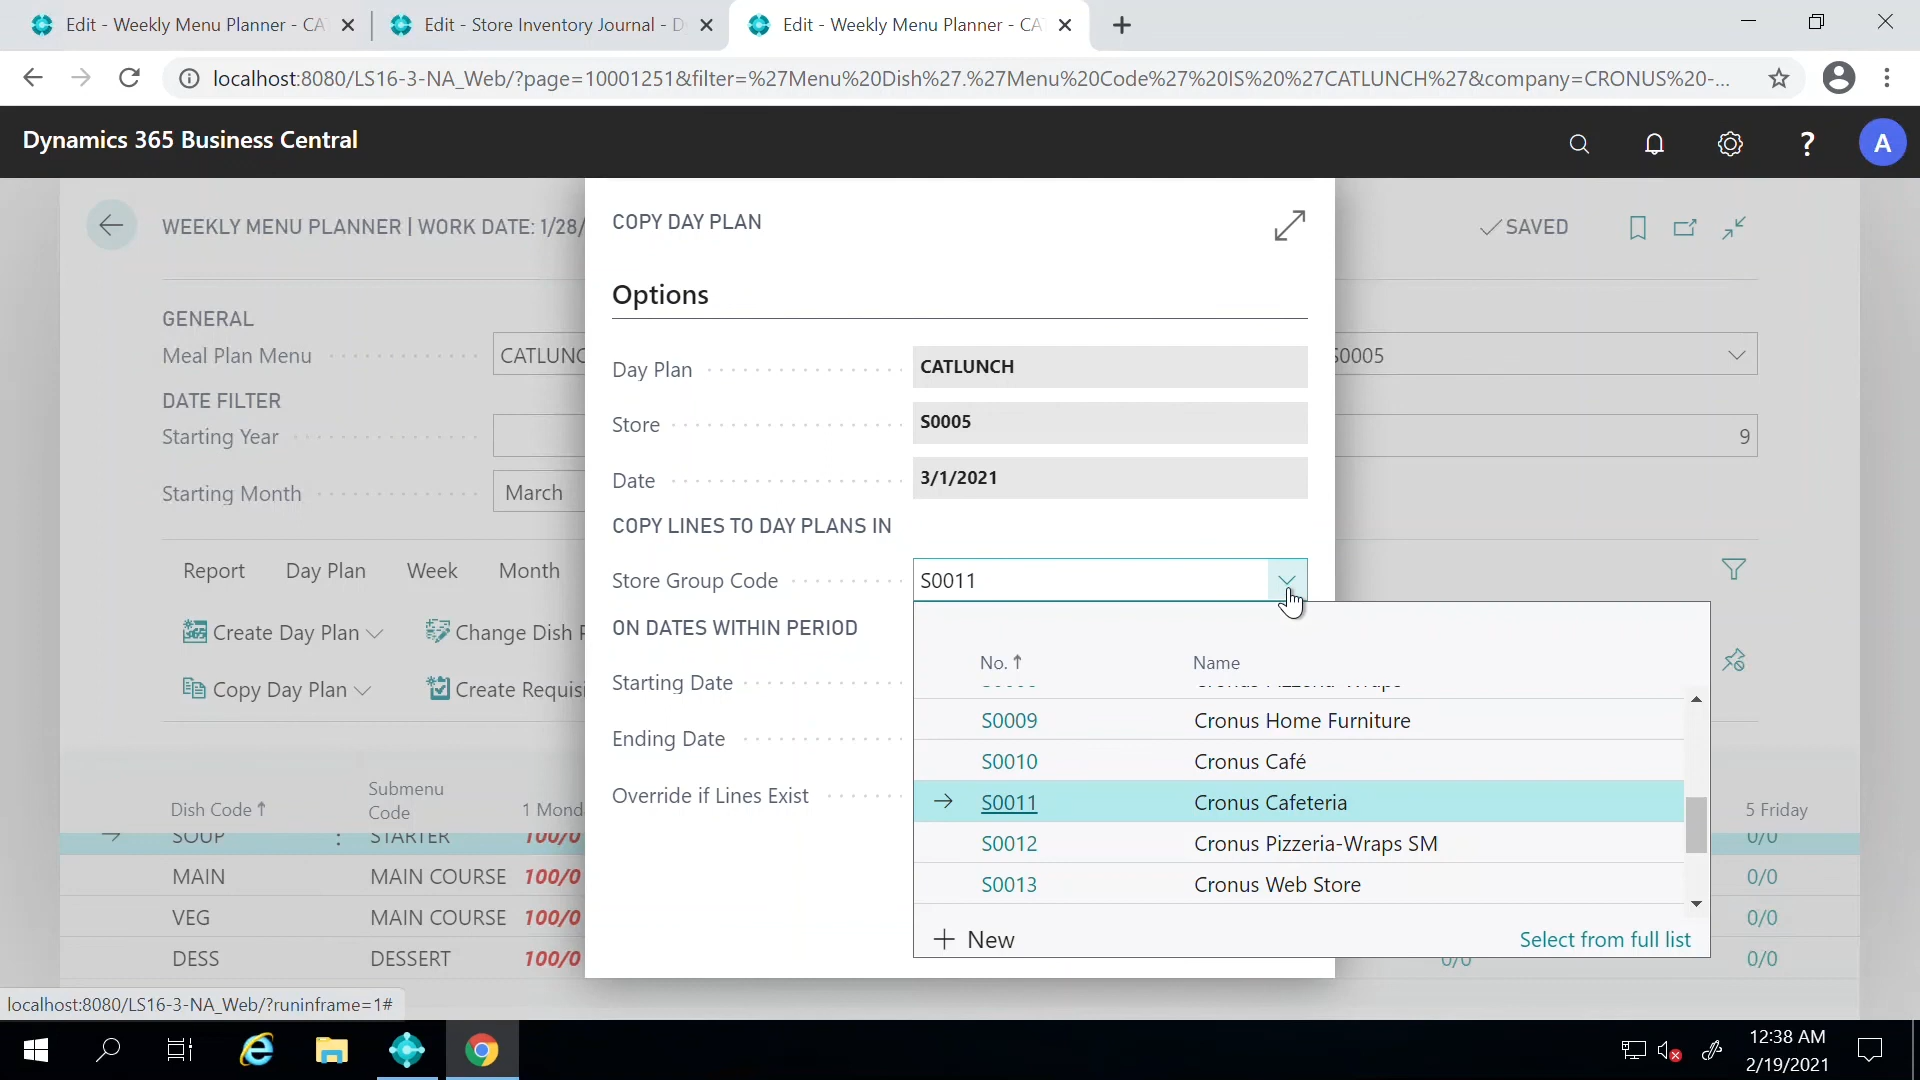 Edit - Weekly Menu Planner - CA
Edit - Store Inventory Journal - D
Edit - Weekly Menu Planner - CA
localhost:8080/LS16-3-NA_Web/?page=10001251&filter=%27Menu%20Dish%27.%27Menu%20Code%27%20IS%20%27CATLUNCH%27&company=CRONUS%20-...
Dynamics 365 Business Central
?
A
WEEKLY MENU PLANNER | WORK DATE: 1/28/
SAVED
GENERAL
Meal Plan Menu
CATLUNC
S0005
DATE FILTER
Starting Year
9
Starting Month
March
Report
Day Plan
Week
Month
Create Day Plan
Change Dish
Copy Day Plan
Create Requisi
Dish Code ↑
Submenu
Code
1 Mond
5 Friday
SOUP
STARTER
100/0
0/0
MAIN
MAIN COURSE
100/0
0/0
VEG
MAIN COURSE
100/0
0/0
DESS
DESSERT
100/0
0/0
0/0
COPY DAY PLAN
Options
Day Plan
CATLUNCH
Store
S0005
Date
3/1/2021
COPY LINES TO DAY PLANS IN
Store Group Code
S0011
ON DATES WITHIN PERIOD
Starting Date
Ending Date
Override if Lines Exist
No. ↑
Name
S0009
Cronus Home Furniture
S0010
Cronus Café
S0011
Cronus Cafeteria
S0012
Cronus Pizzeria-Wraps SM
S0013
Cronus Web Store
+ New
Select from full list
localhost:8080/LS16-3-NA_Web/?runinframe=1#
12:38 AM
2/19/2021